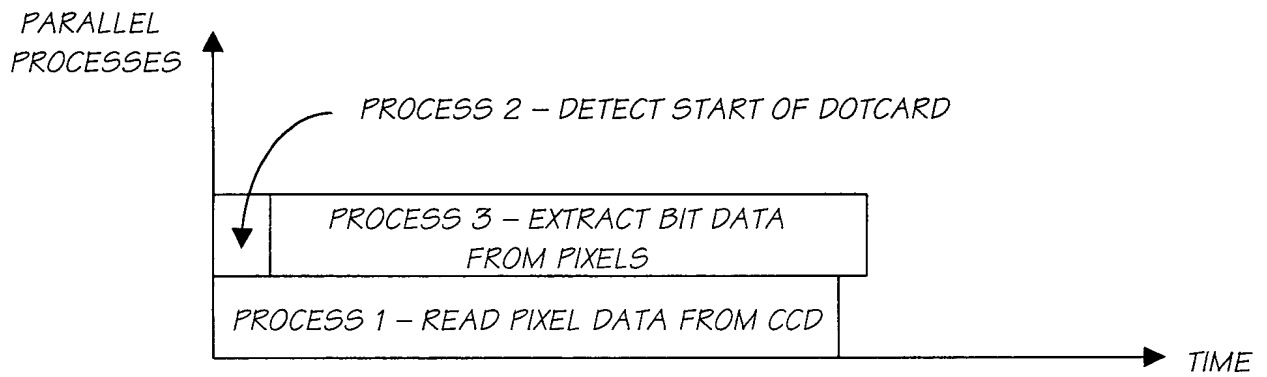 PARALLEL
PROCESSES
PROCESS 2 – DETECT START OF DOTCARD
PROCESS 3 – EXTRACT BIT DATA
FROM PIXELS
PROCESS 1 – READ PIXEL DATA FROM CCD
TIME